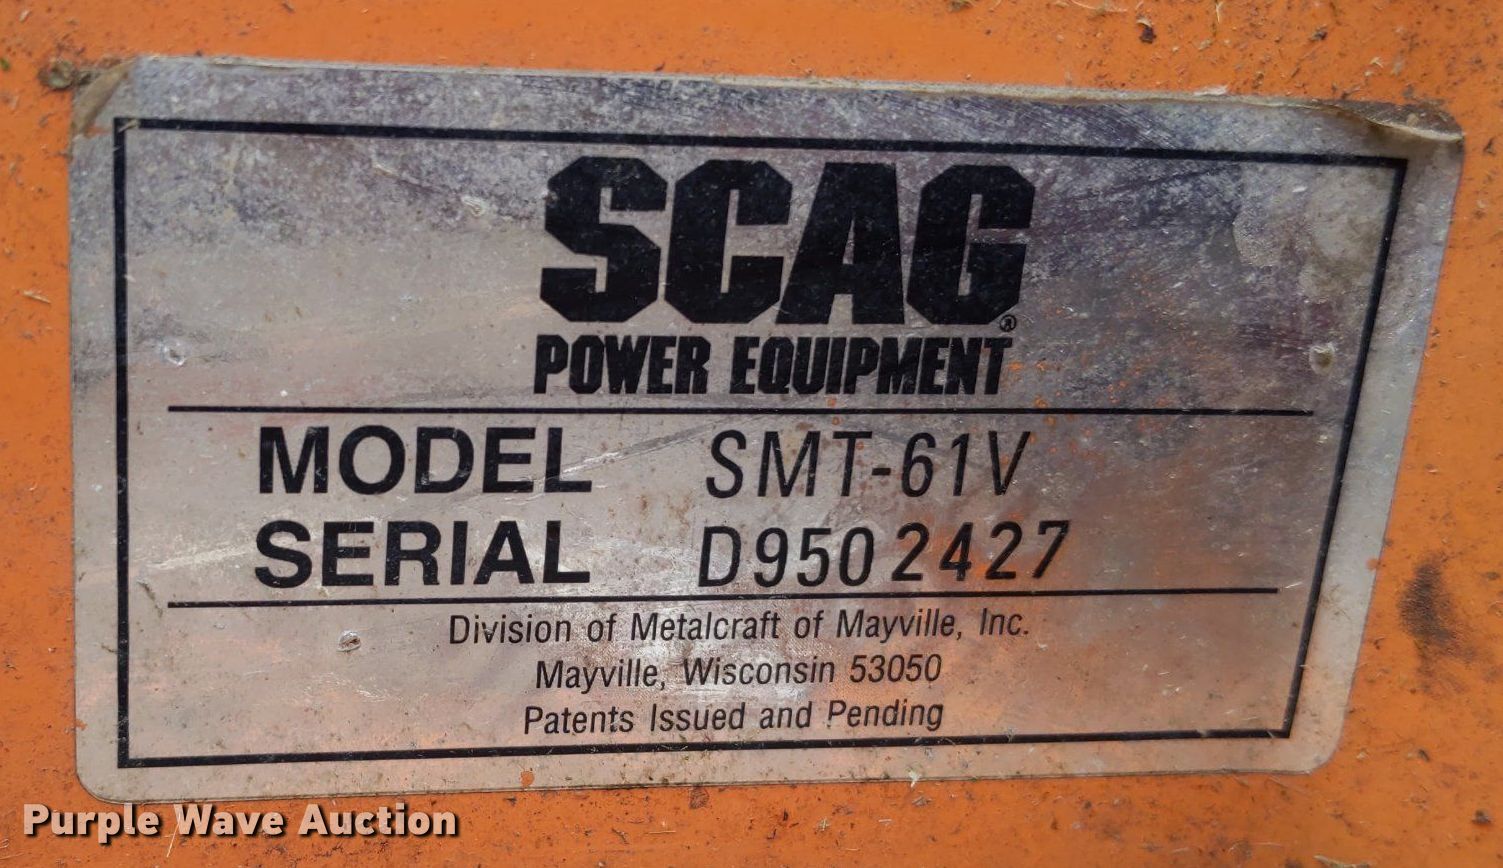 SCAG®
POWER EQUIPMENT
MODEL SMT-61V
SERIAL D9502427
Division of Metalcraft of Mayville, Inc.
Mayville, Wisconsin 53050
Patents Issued and Pending
Purple Wave Auction